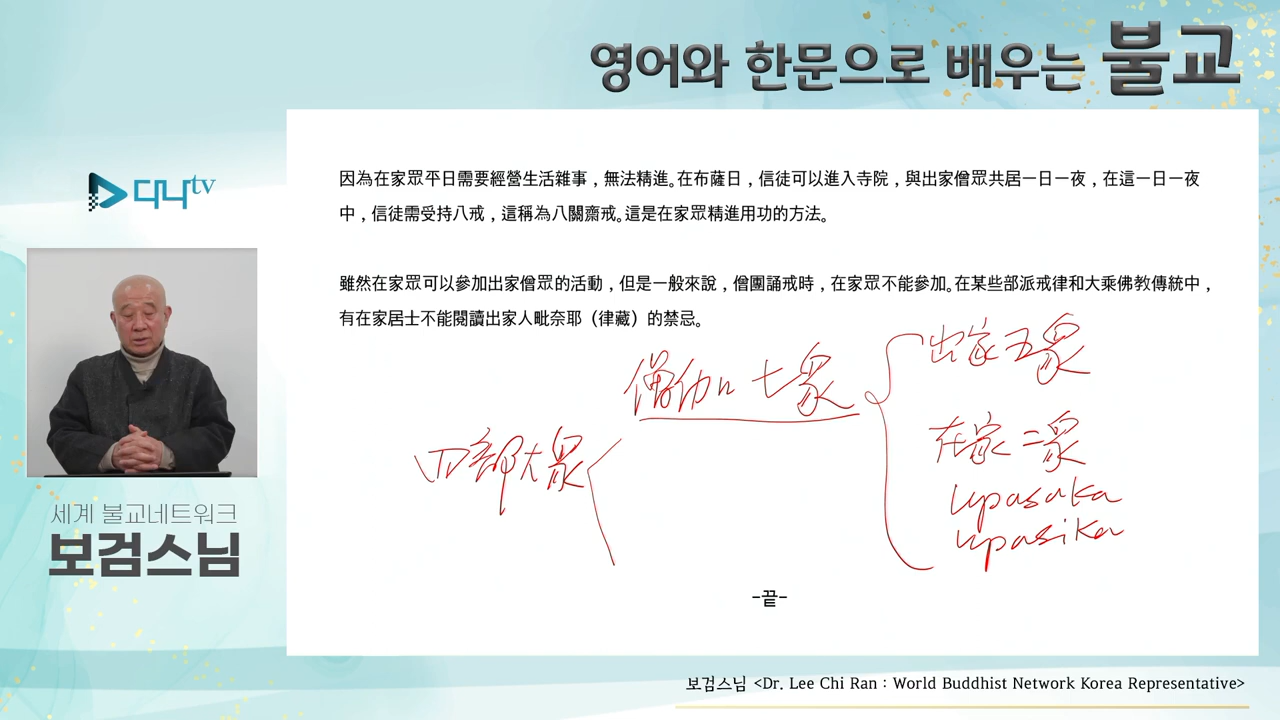 영어와 한문으로 배우는 불교
디나tv
因為在家眾平日需要經營生活雜事，無法精進。在布薩日，信徒可以進入寺院，與出家僧眾共居一日一夜，在這一日一夜
中，信徒需受持八戒，這稱為八關齋戒。這是在家眾精進用功的方法。
雖然在家眾可以參加出家僧眾的活動，但是一般來說，僧團誦戒時，在家眾不能參加。在某些部派戒律和大乘佛教傳統中，
有在家居士不能閱讀出家人毗奈耶（律藏）的禁忌。
出家五眾
僧伽 七眾
在家二眾
四部大眾
upasaka
upasika
세계 불교네트워크
보검스님
-끝-
보검스님 <Dr. Lee Chi Ran : World Buddhist Network Korea Representative>